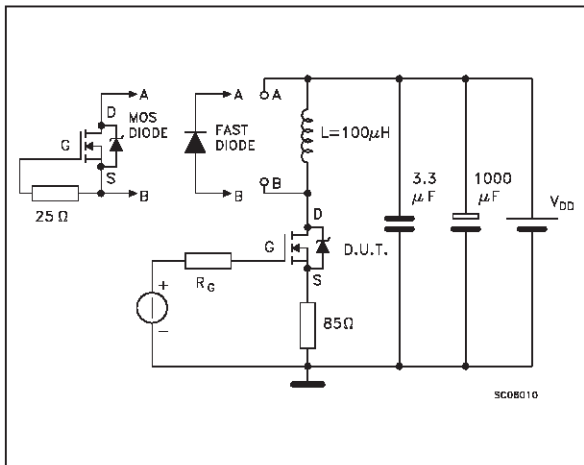 A
D
MOS
DIODE
G
S
B
25 Ω
A
FAST
DIODE
B
A
L=100μH
B
D
G
D.U.T.
S
R_G
+
−
85Ω
3.3
μF
1000
μF
V_DD
SC08010